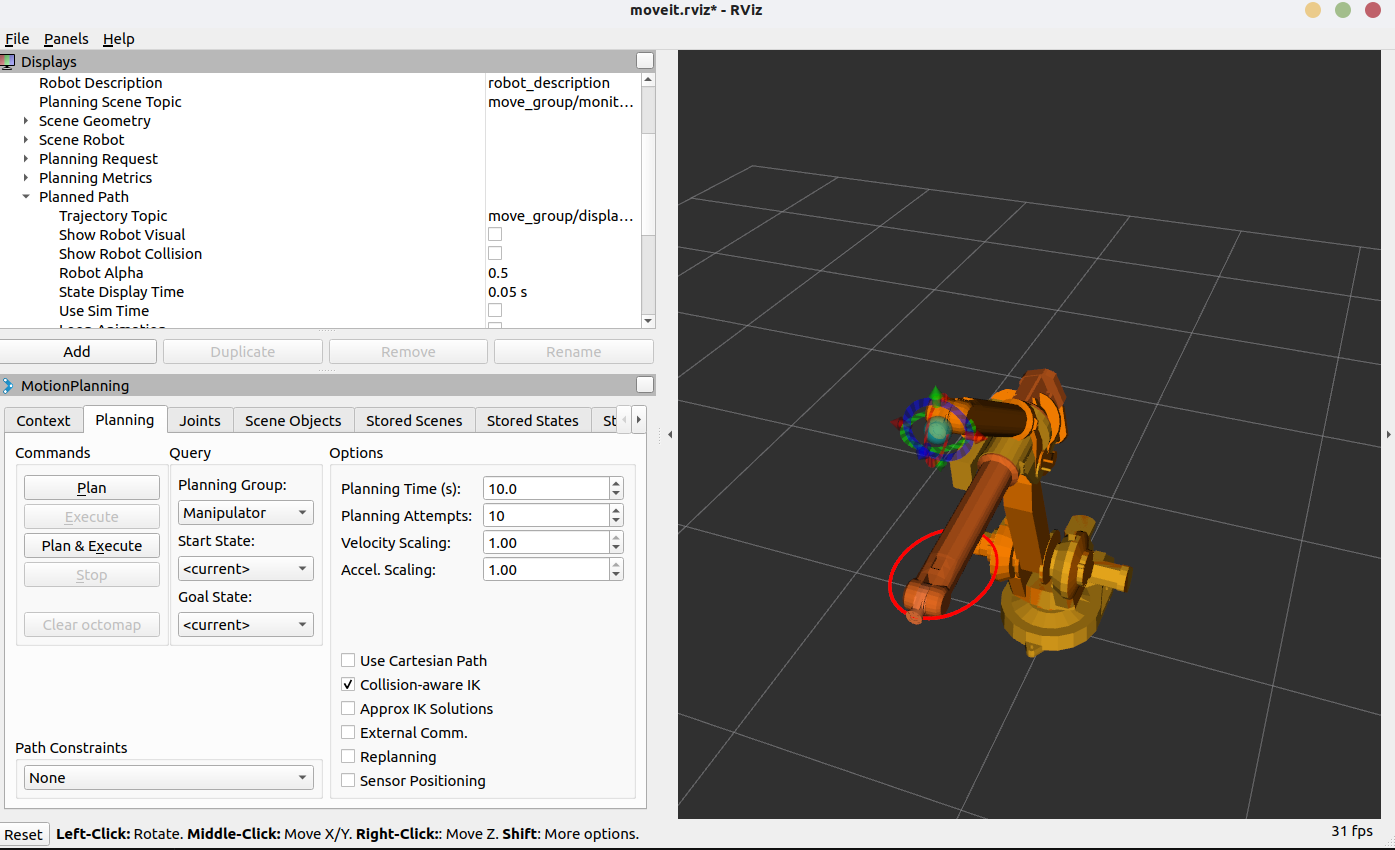 moveit.rviz* - RViz
File Panels Help
Displays
Robot Description robot_description
Planning Scene Topic move_group/monit...
Scene Geometry
Scene Robot
Planning Request
Planning Metrics
Planned Path
Trajectory Topic move_group/displa...
Show Robot Visual
Show Robot Collision
Robot Alpha 0.5
State Display Time 0.05 s
Use Sim Time
Loop Animation
Add Duplicate Remove Rename
MotionPlanning
Context Planning Joints Scene Objects Stored Scenes Stored States St
Commands Query Options
Plan
Execute
Plan & Execute
Stop
Clear octomap
Planning Group:
Manipulator
Start State:
<current>
Goal State:
<current>
Planning Time (s): 10.0
Planning Attempts: 10
Velocity Scaling: 1.00
Accel. Scaling: 1.00
Use Cartesian Path
Collision-aware IK
Approx IK Solutions
External Comm.
Replanning
Sensor Positioning
Path Constraints
None
Reset Left-Click: Rotate. Middle-Click: Move X/Y. Right-Click:: Move Z. Shift: More options. 31 fps